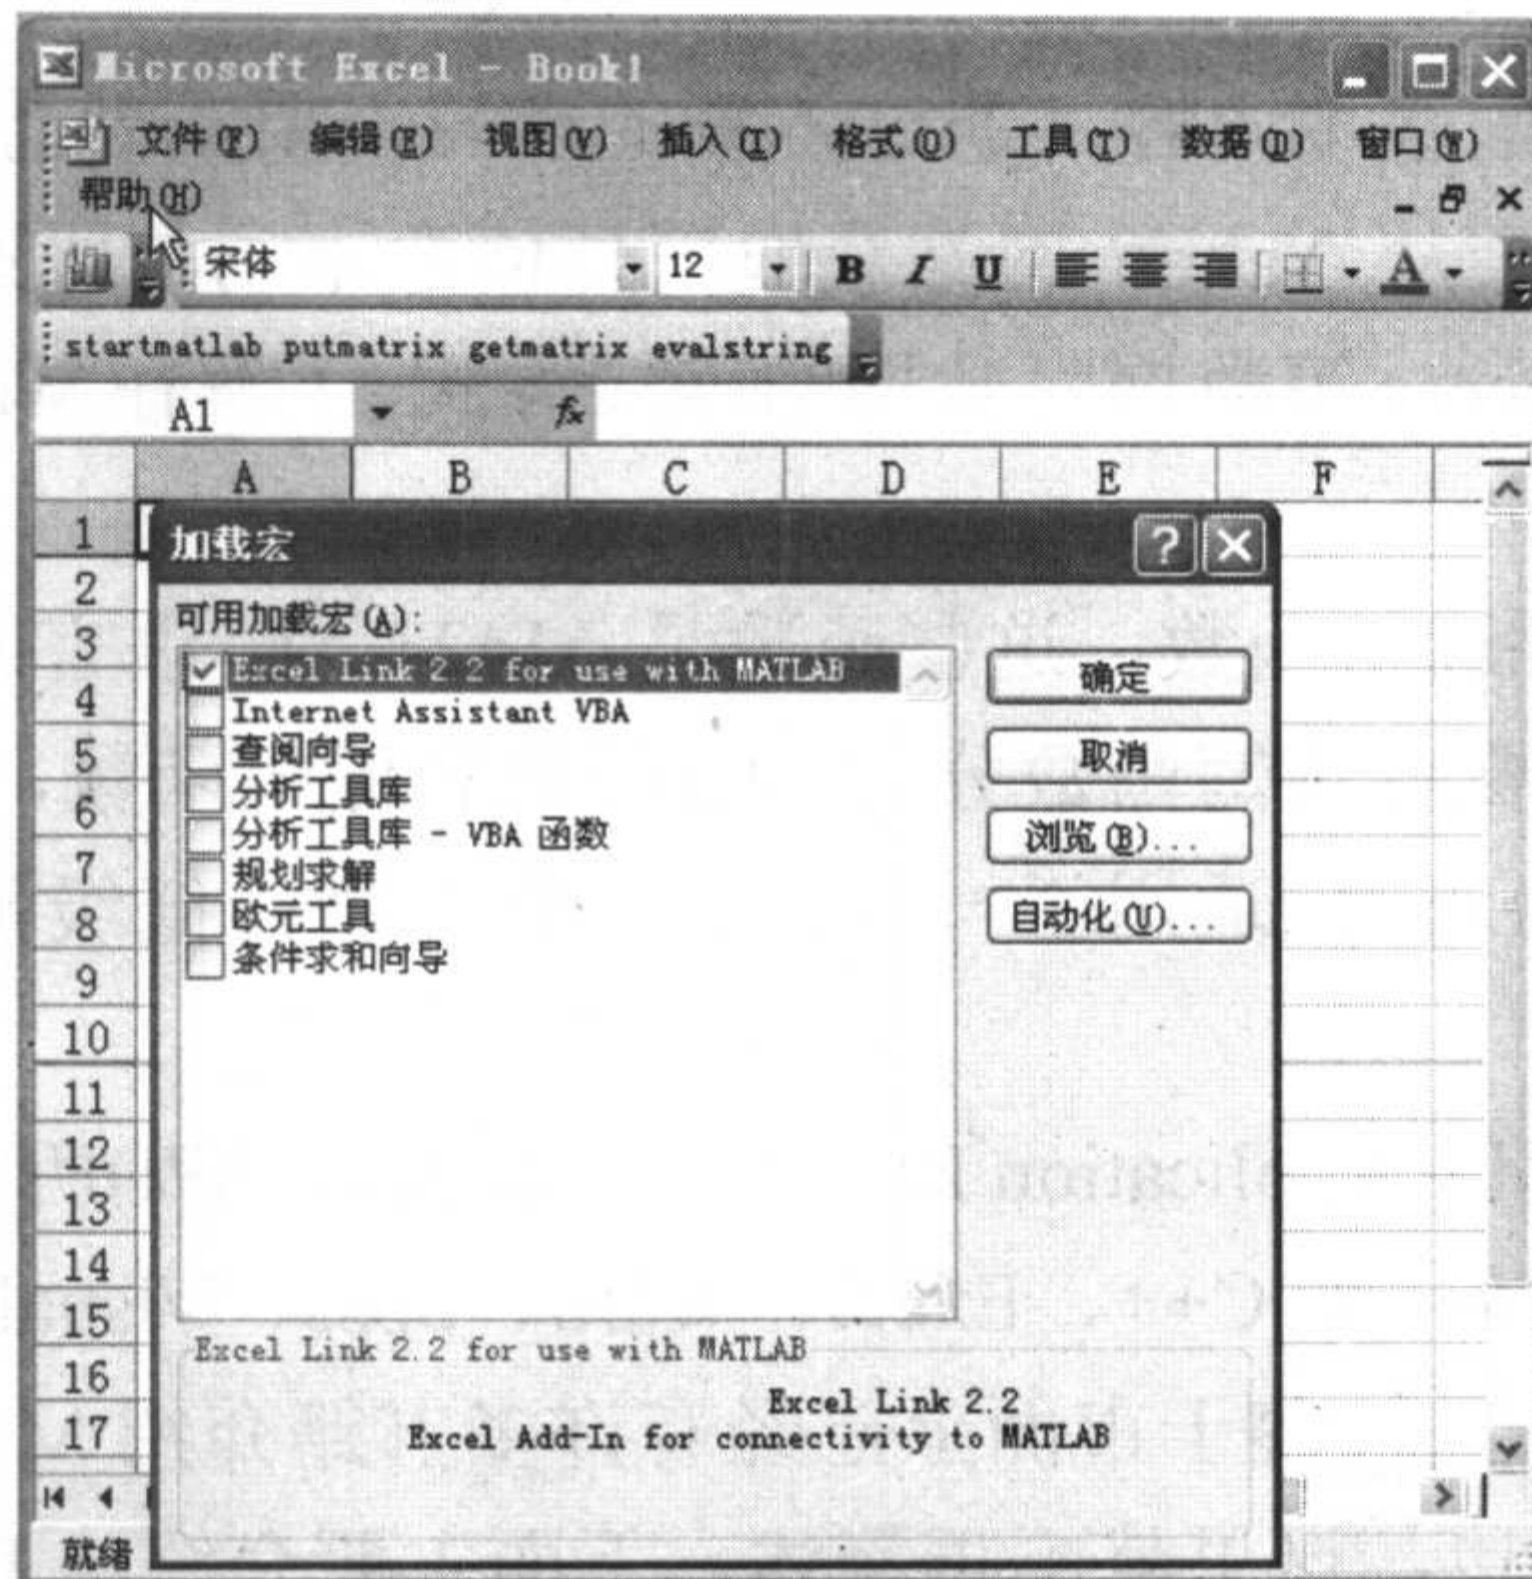 Microsoft Excel - Book1
文件(F) 编辑(E) 视图(V) 插入(I) 格式(O) 工具(T) 数据(D) 窗口(W)
帮助(H)
宋体 12 B I U A
startmatlab putmatrix getmatrix evalstring
A1 fx
A B C D E F
1
2
3
4
5
6
7
8
9
10
11
12
13
14
15
16
17
加载宏
可用加载宏(A):
Excel Link 2.2 for use with MATLAB
Internet Assistant VBA
查阅向导
分析工具库
分析工具库 - VBA 函数
规划求解
欧元工具
条件求和向导
确定
取消
浏览(B)...
自动化(U)...
Excel Link 2.2 for use with MATLAB
Excel Link 2.2
Excel Add-In for connectivity to MATLAB
就绪